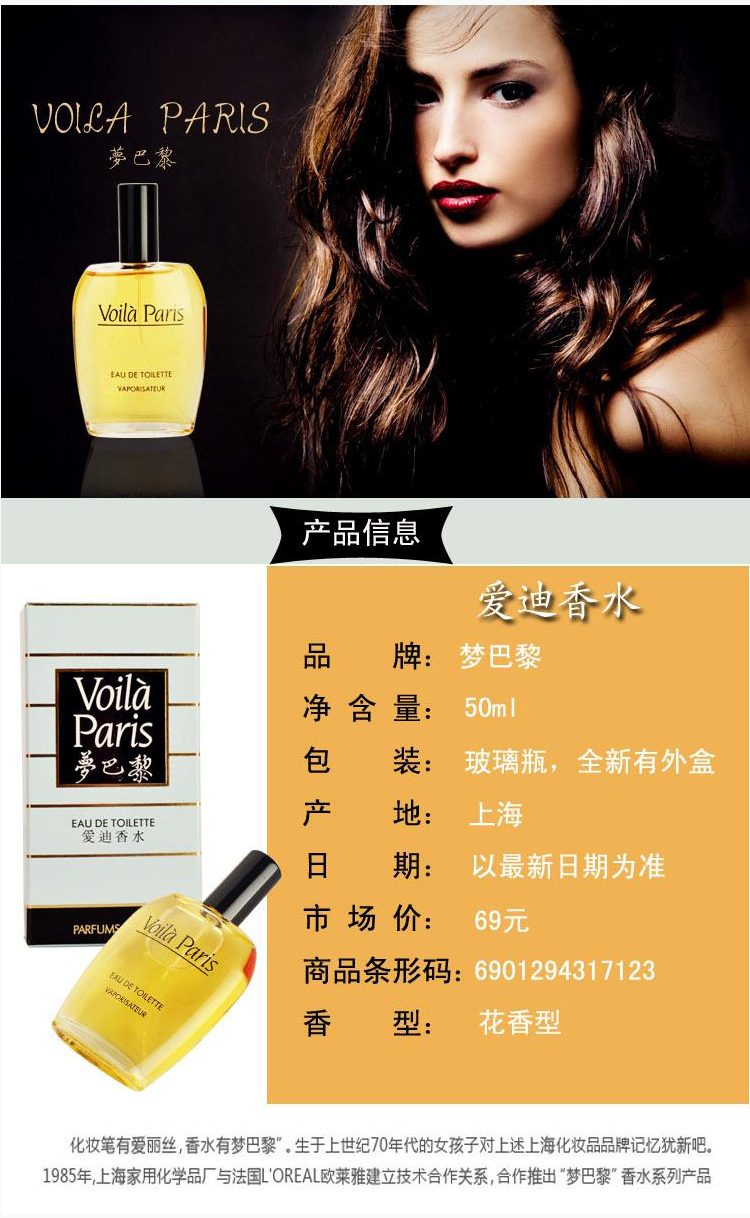 VOILA PARIS
夢巴黎
Voilà Paris
EAU DE TOILETTE
VAPORISATEUR
产品信息
爱迪香水
品 牌： 梦巴黎
净 含 量： 50ml
包 装： 玻璃瓶，全新有外盒
产 地： 上海
日 期： 以最新日期为准
市 场 价： 69元
商品条形码：6901294317123
香 型： 花香型
Voilà
Paris
夢巴黎
EAU DE TOILETTE
爱迪香水
PARFUMS
Voilà Paris
EAU DE TOILETTE
VAPORISATEUR
化妆笔有爱丽丝，香水有梦巴黎”。生于上世纪70年代的女孩子对上述上海化妆品品牌记忆犹新吧。
1985年,上海家用化学品厂与法国L'OREAL欧莱雅建立技术合作关系,合作推出“梦巴黎”香水系列产品